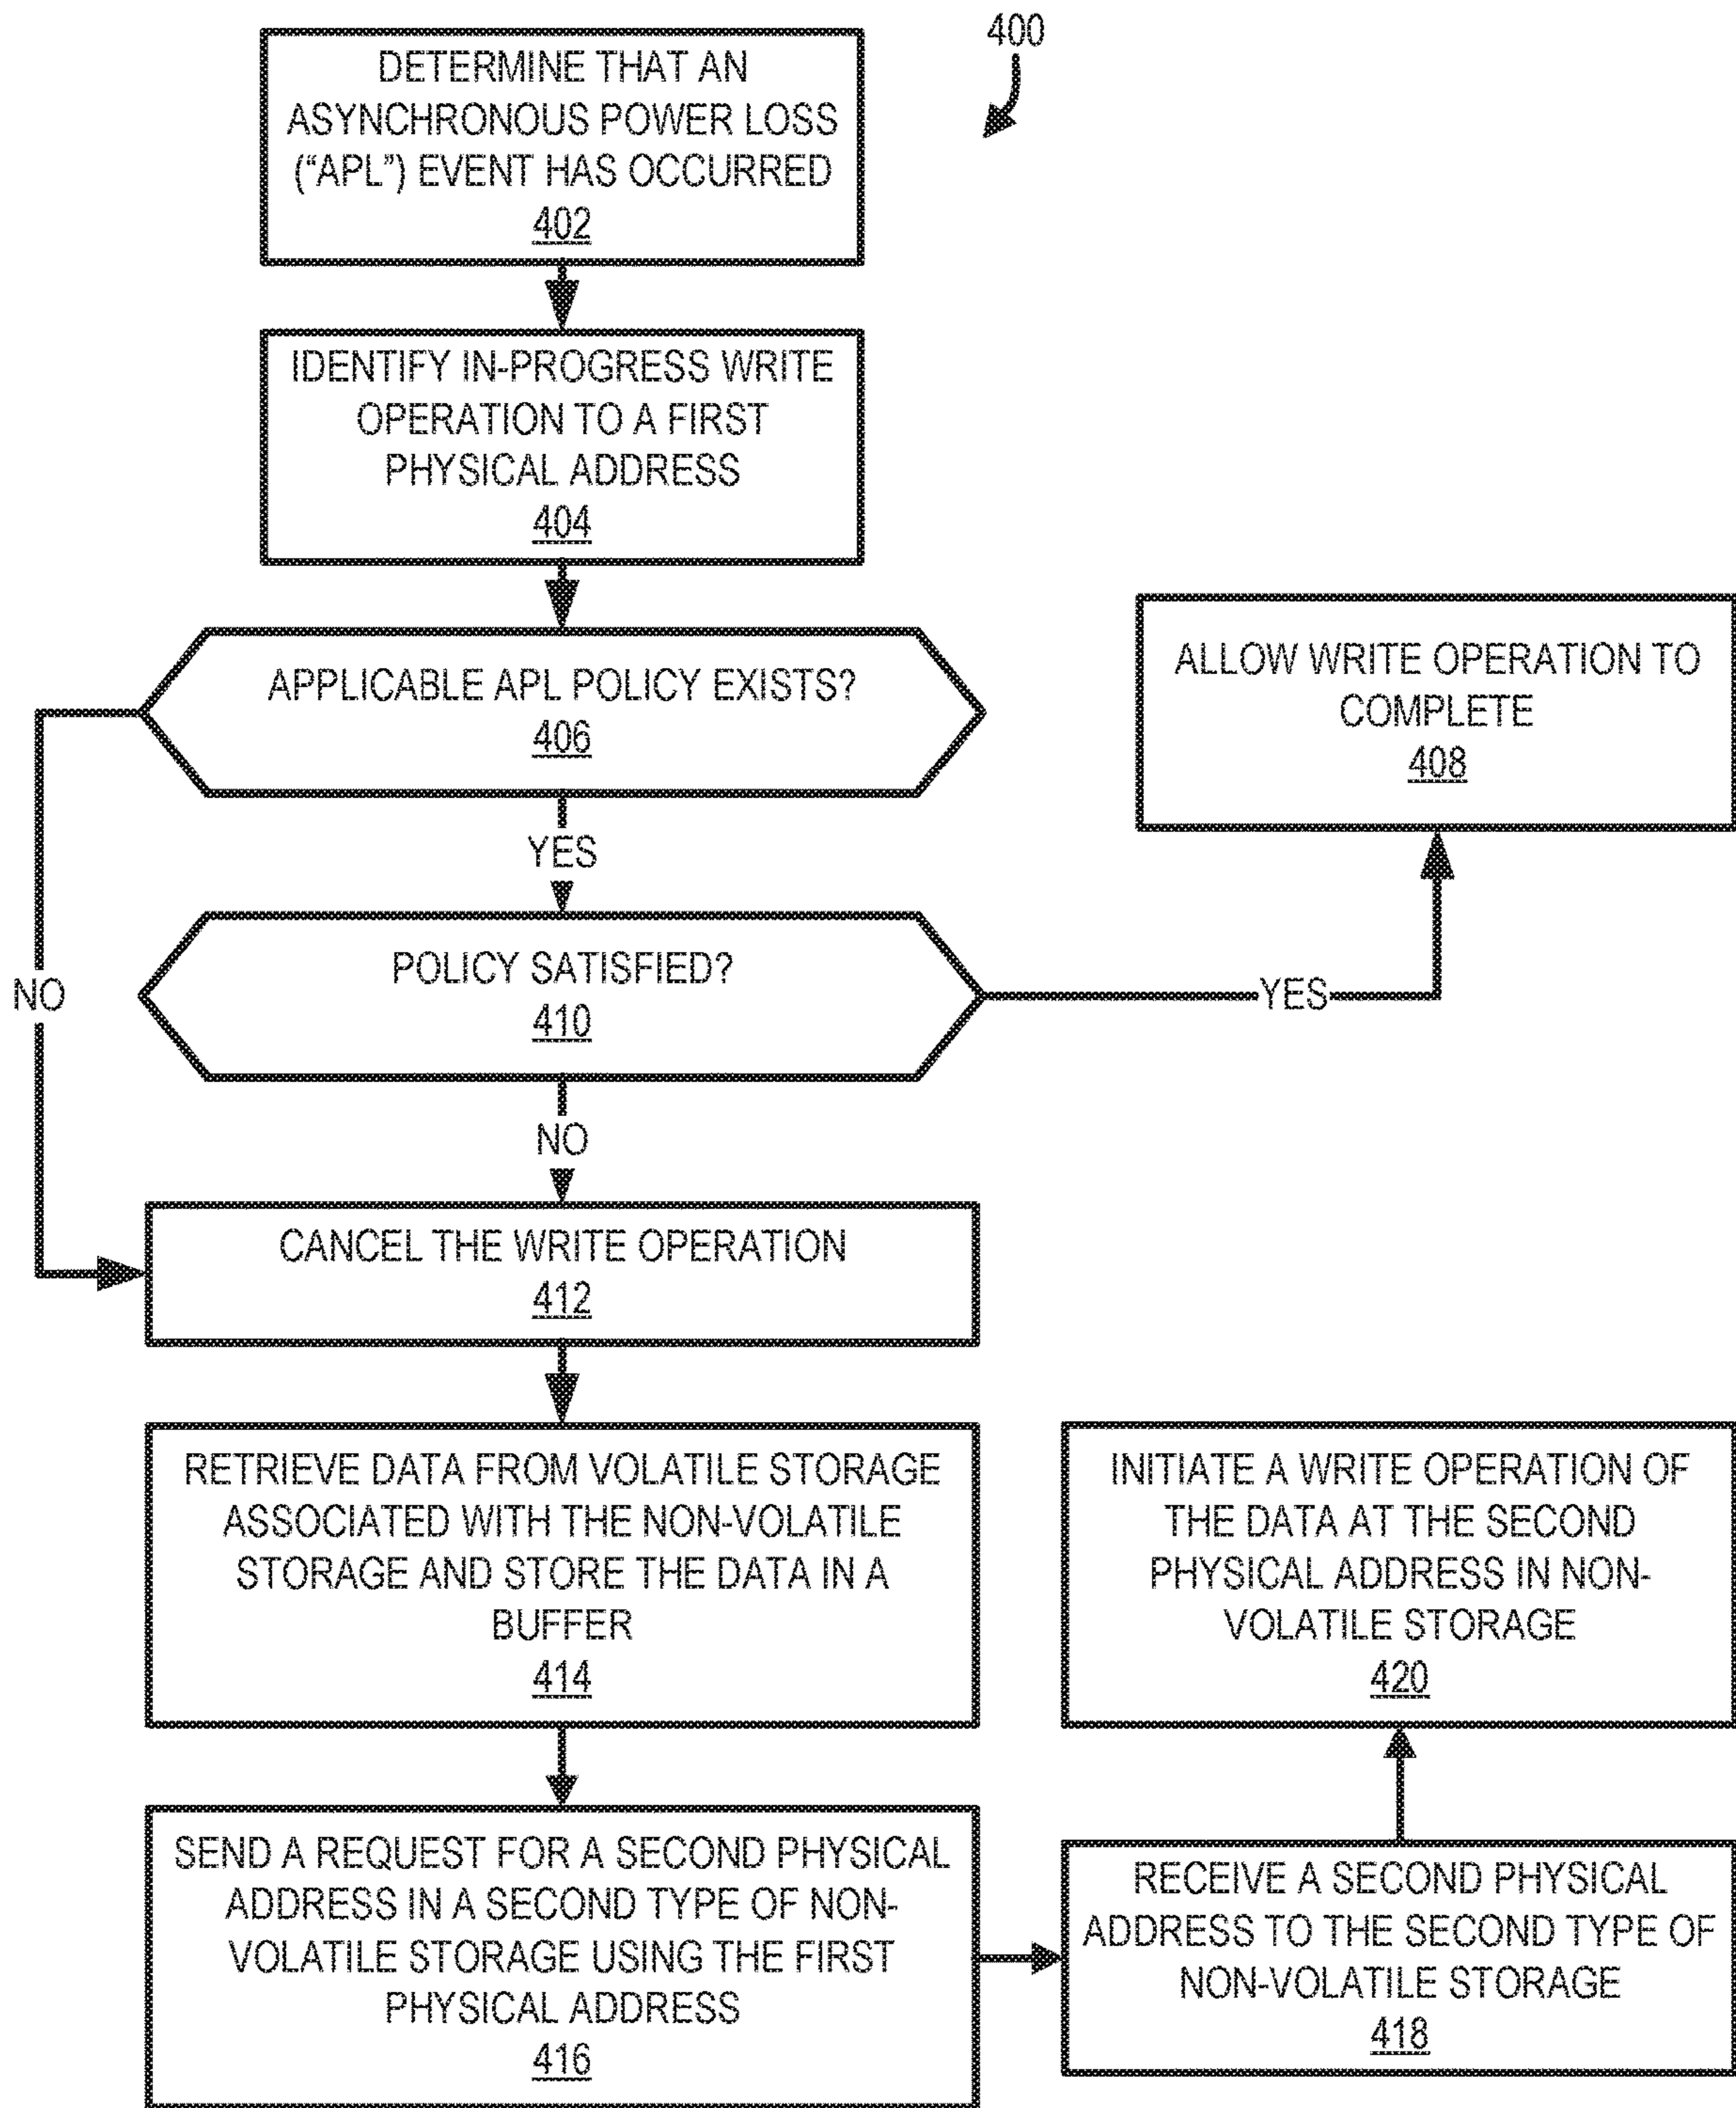 400
DETERMINE THAT AN
ASYNCHRONOUS POWER LOSS
(“APL”) EVENT HAS OCCURRED
402
IDENTIFY IN-PROGRESS WRITE
OPERATION TO A FIRST
PHYSICAL ADDRESS
404
APPLICABLE APL POLICY EXISTS?
406
ALLOW WRITE OPERATION TO
COMPLETE
408
YES
NO
POLICY SATISFIED?
410
YES
NO
CANCEL THE WRITE OPERATION
412
RETRIEVE DATA FROM VOLATILE STORAGE
ASSOCIATED WITH THE NON-VOLATILE
STORAGE AND STORE THE DATA IN A
BUFFER
414
SEND A REQUEST FOR A SECOND PHYSICAL
ADDRESS IN A SECOND TYPE OF NON-
VOLATILE STORAGE USING THE FIRST
PHYSICAL ADDRESS
416
RECEIVE A SECOND PHYSICAL
ADDRESS TO THE SECOND TYPE OF
NON-VOLATILE STORAGE
418
INITIATE A WRITE OPERATION OF
THE DATA AT THE SECOND
PHYSICAL ADDRESS IN NON-
VOLATILE STORAGE
420